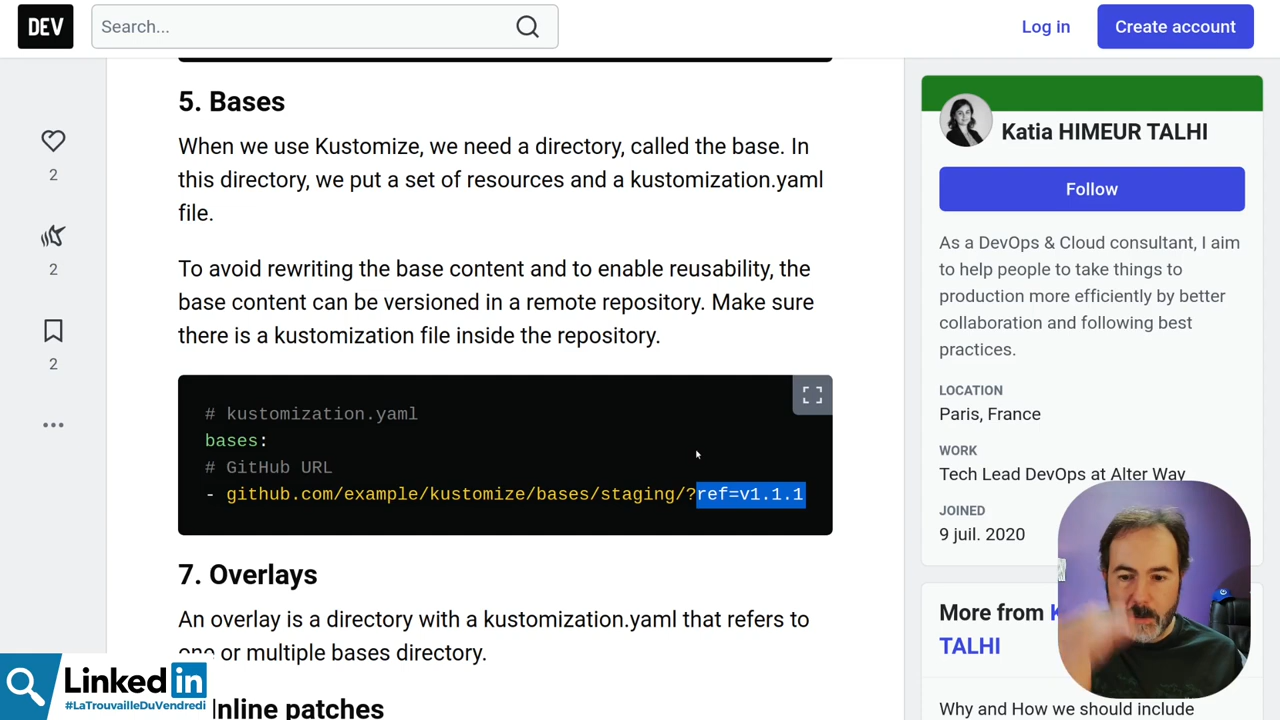 DEV
Search...
Log in
Create account
5. Bases
When we use Kustomize, we need a directory, called the base. In
this directory, we put a set of resources and a kustomization.yaml
file.
To avoid rewriting the base content and to enable reusability, the
base content can be versioned in a remote repository. Make sure
there is a kustomization file inside the repository.
# kustomization.yaml
bases:
# GitHub URL
- github.com/example/kustomize/bases/staging/?ref=v1.1.1
7. Overlays
An overlay is a directory with a kustomization.yaml that refers to
one or multiple bases directory.
Inline patches
2
2
2
Katia HIMEUR TALHI
Follow
As a DevOps & Cloud consultant, I aim
to help people to take things to
production more efficiently by better
collaboration and following best
practices.
LOCATION
Paris, France
WORK
Tech Lead DevOps at Alter Way
JOINED
9 juil. 2020
More from
TALHI
Why and How we should include
Linked in
#LaTrouvailleDuVendredi